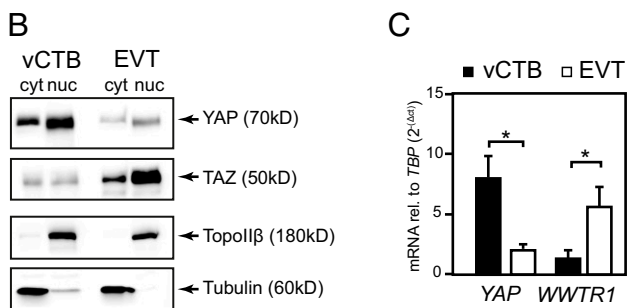 B
vCTB EVT
cyt nuc cyt nuc
YAP (70kD)
TAZ (50kD)
TopoIIβ (180kD)
Tubulin (60kD)
C
vCTB EVT
mRNA rel. to TBP (2-(Δct))
15
10
5
0
*
*
YAP WWTR1